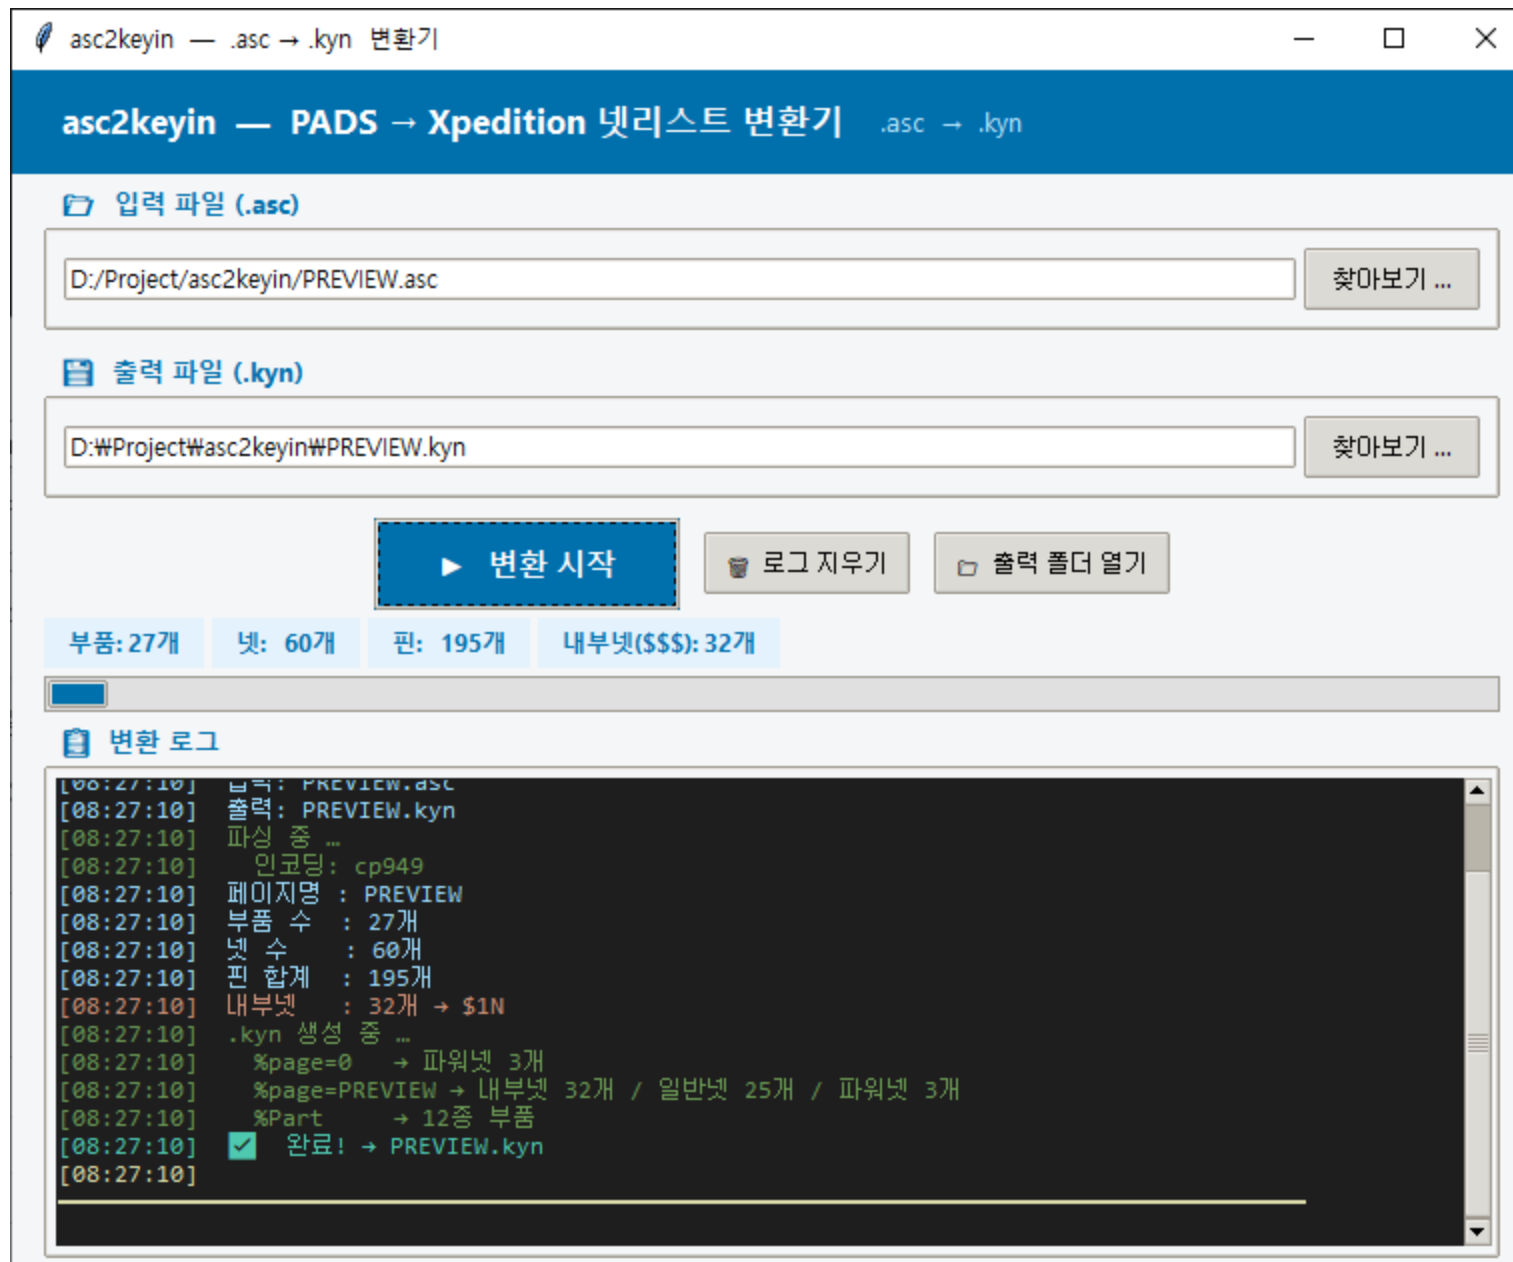 asc2keyin — .asc → .kyn 변환기
asc2keyin — PADS → Xpedition 넷리스트 변환기 .asc → .kyn
입력 파일 (.asc)
D:/Project/asc2keyin/PREVIEW.asc 찾아보기 ...
출력 파일 (.kyn)
D:₩Project₩asc2keyin₩PREVIEW.kyn 찾아보기 ...
▶ 변환 시작 로그 지우기 출력 폴더 열기
부품: 27개 넷: 60개 핀: 195개 내부넷($$$): 32개
변환 로그
[08:27:10] 입력: PREVIEW.asc
[08:27:10] 출력: PREVIEW.kyn
[08:27:10] 파싱 중 …
[08:27:10] 인코딩: cp949
[08:27:10] 페이지명 : PREVIEW
[08:27:10] 부품 수 : 27개
[08:27:10] 넷 수 : 60개
[08:27:10] 핀 합계 : 195개
[08:27:10] 내부넷 : 32개 → $1N
[08:27:10] .kyn 생성 중 …
[08:27:10] %page=0 → 파워넷 3개
[08:27:10] %page=PREVIEW → 내부넷 32개 / 일반넷 25개 / 파워넷 3개
[08:27:10] %Part → 12종 부품
[08:27:10] ✅ 완료! → PREVIEW.kyn
[08:27:10]